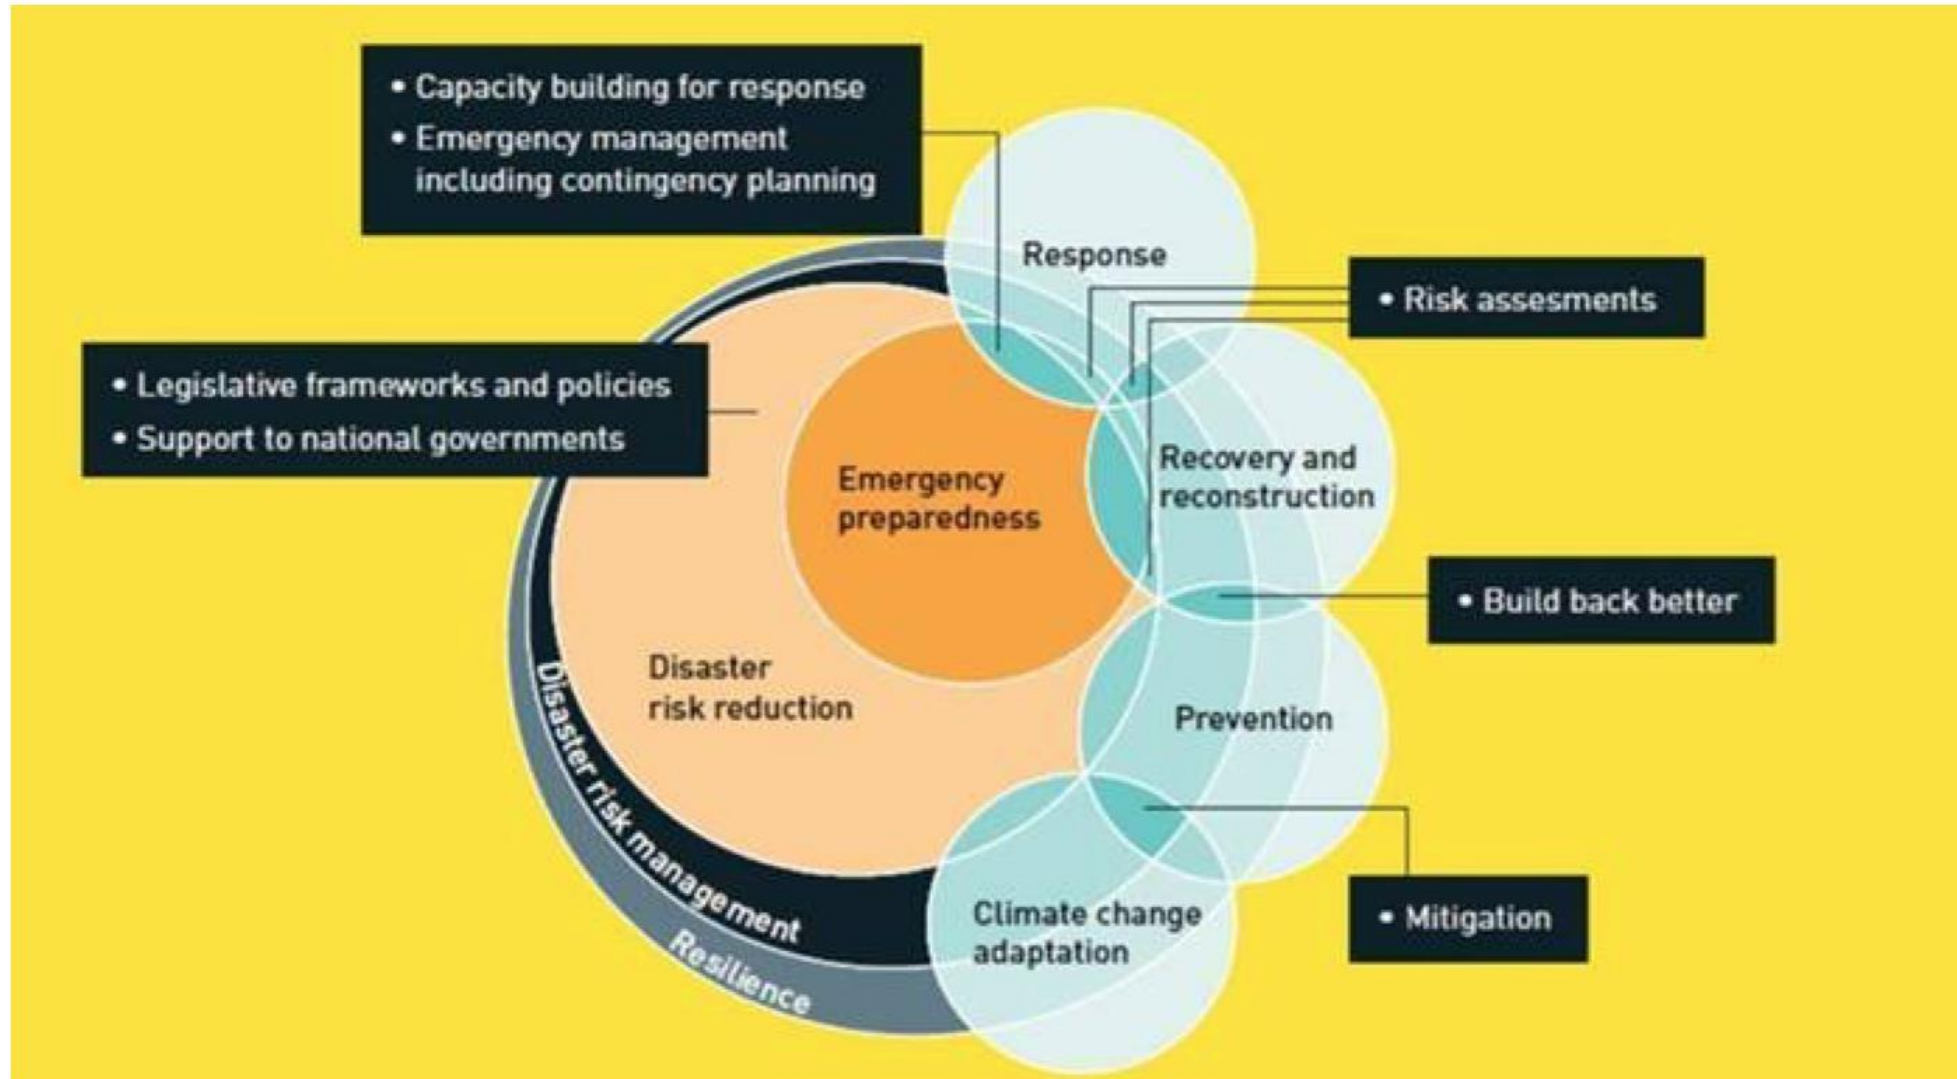 • Capacity building for response
• Emergency management
including contingency planning
Response
• Risk assesments
• Legislative frameworks and policies
• Support to national governments
Recovery and
reconstruction
Emergency
preparedness
• Build back better
Disaster
risk reduction
Prevention
Disaster risk management
Resilience
Climate change
adaptation
• Mitigation